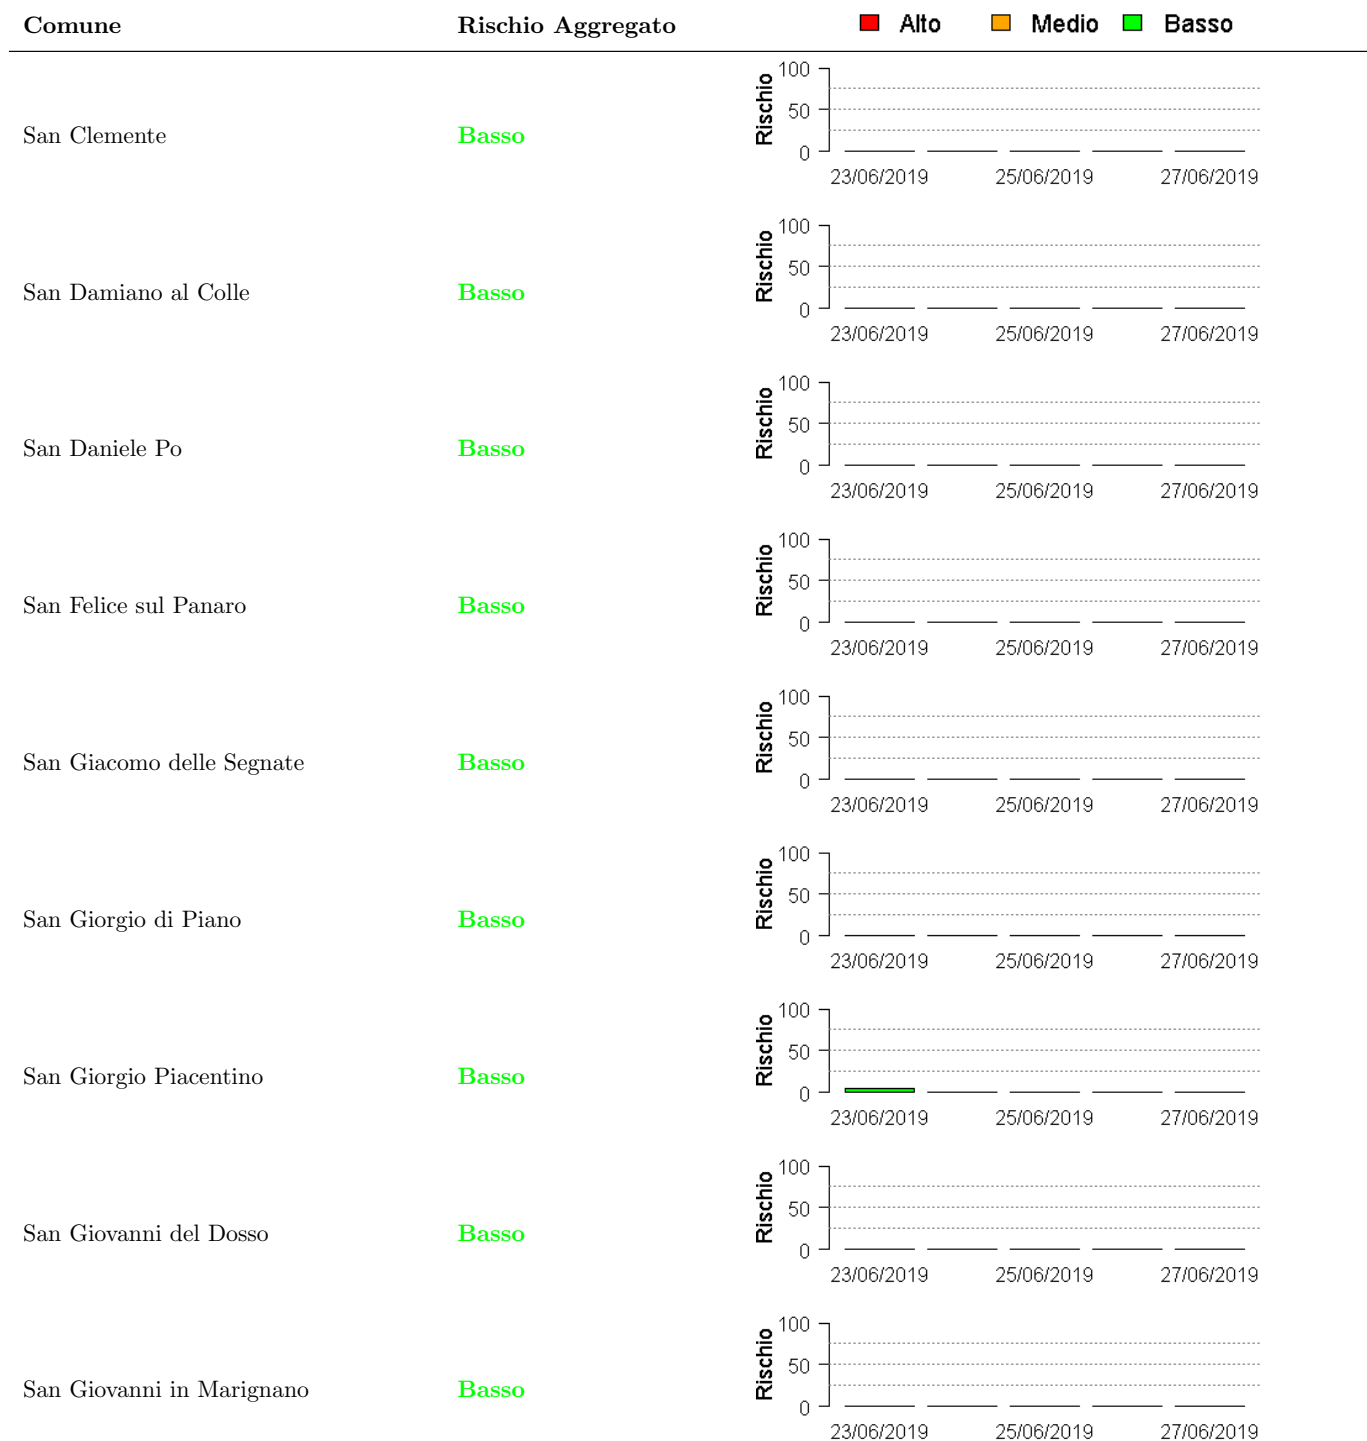 Comune Rischio Aggregato Alto Medio Basso
San Clemente Basso Rischio 100 50 0
23/06/2019 25/06/2019 27/06/2019
San Damiano al Colle Basso Rischio 100 50 0
23/06/2019 25/06/2019 27/06/2019
San Daniele Po Basso Rischio 100 50 0
23/06/2019 25/06/2019 27/06/2019
San Felice sul Panaro Basso Rischio 100 50 0
23/06/2019 25/06/2019 27/06/2019
San Giacomo delle Segnate Basso Rischio 100 50 0
23/06/2019 25/06/2019 27/06/2019
San Giorgio di Piano Basso Rischio 100 50 0
23/06/2019 25/06/2019 27/06/2019
San Giorgio Piacentino Basso Rischio 100 50 0
23/06/2019 25/06/2019 27/06/2019
San Giovanni del Dosso Basso Rischio 100 50 0
23/06/2019 25/06/2019 27/06/2019
San Giovanni in Marignano Basso Rischio 100 50 0
23/06/2019 25/06/2019 27/06/2019